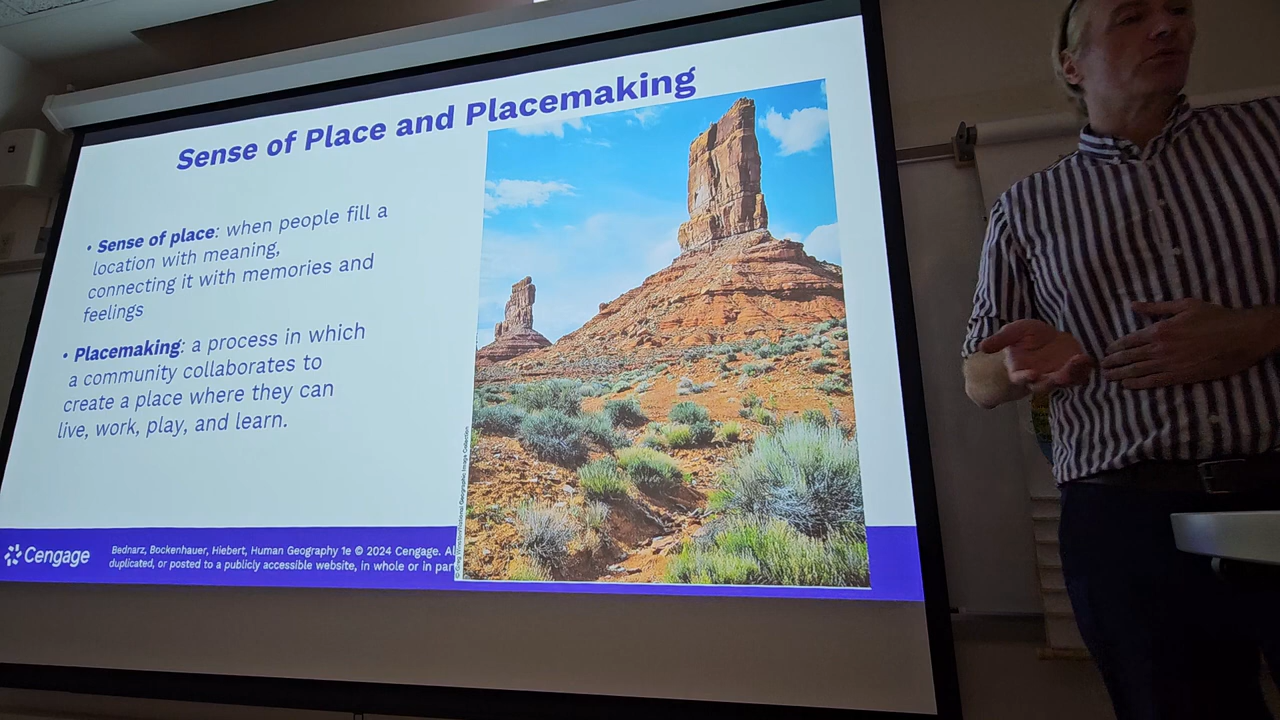 Sense of Place and Placemaking
• Sense of place: when people fill a
location with meaning,
connecting it with memories and
feelings
• Placemaking: a process in which
a community collaborates to
create a place where they can
live, work, play, and learn.
Cengage
Bednarz, Bockenhauer, Hiebert, Human Geography 1e © 2024 Cengage.
duplicated, or posted to a publicly accessible website, in whole or in
Geographic Image Collection